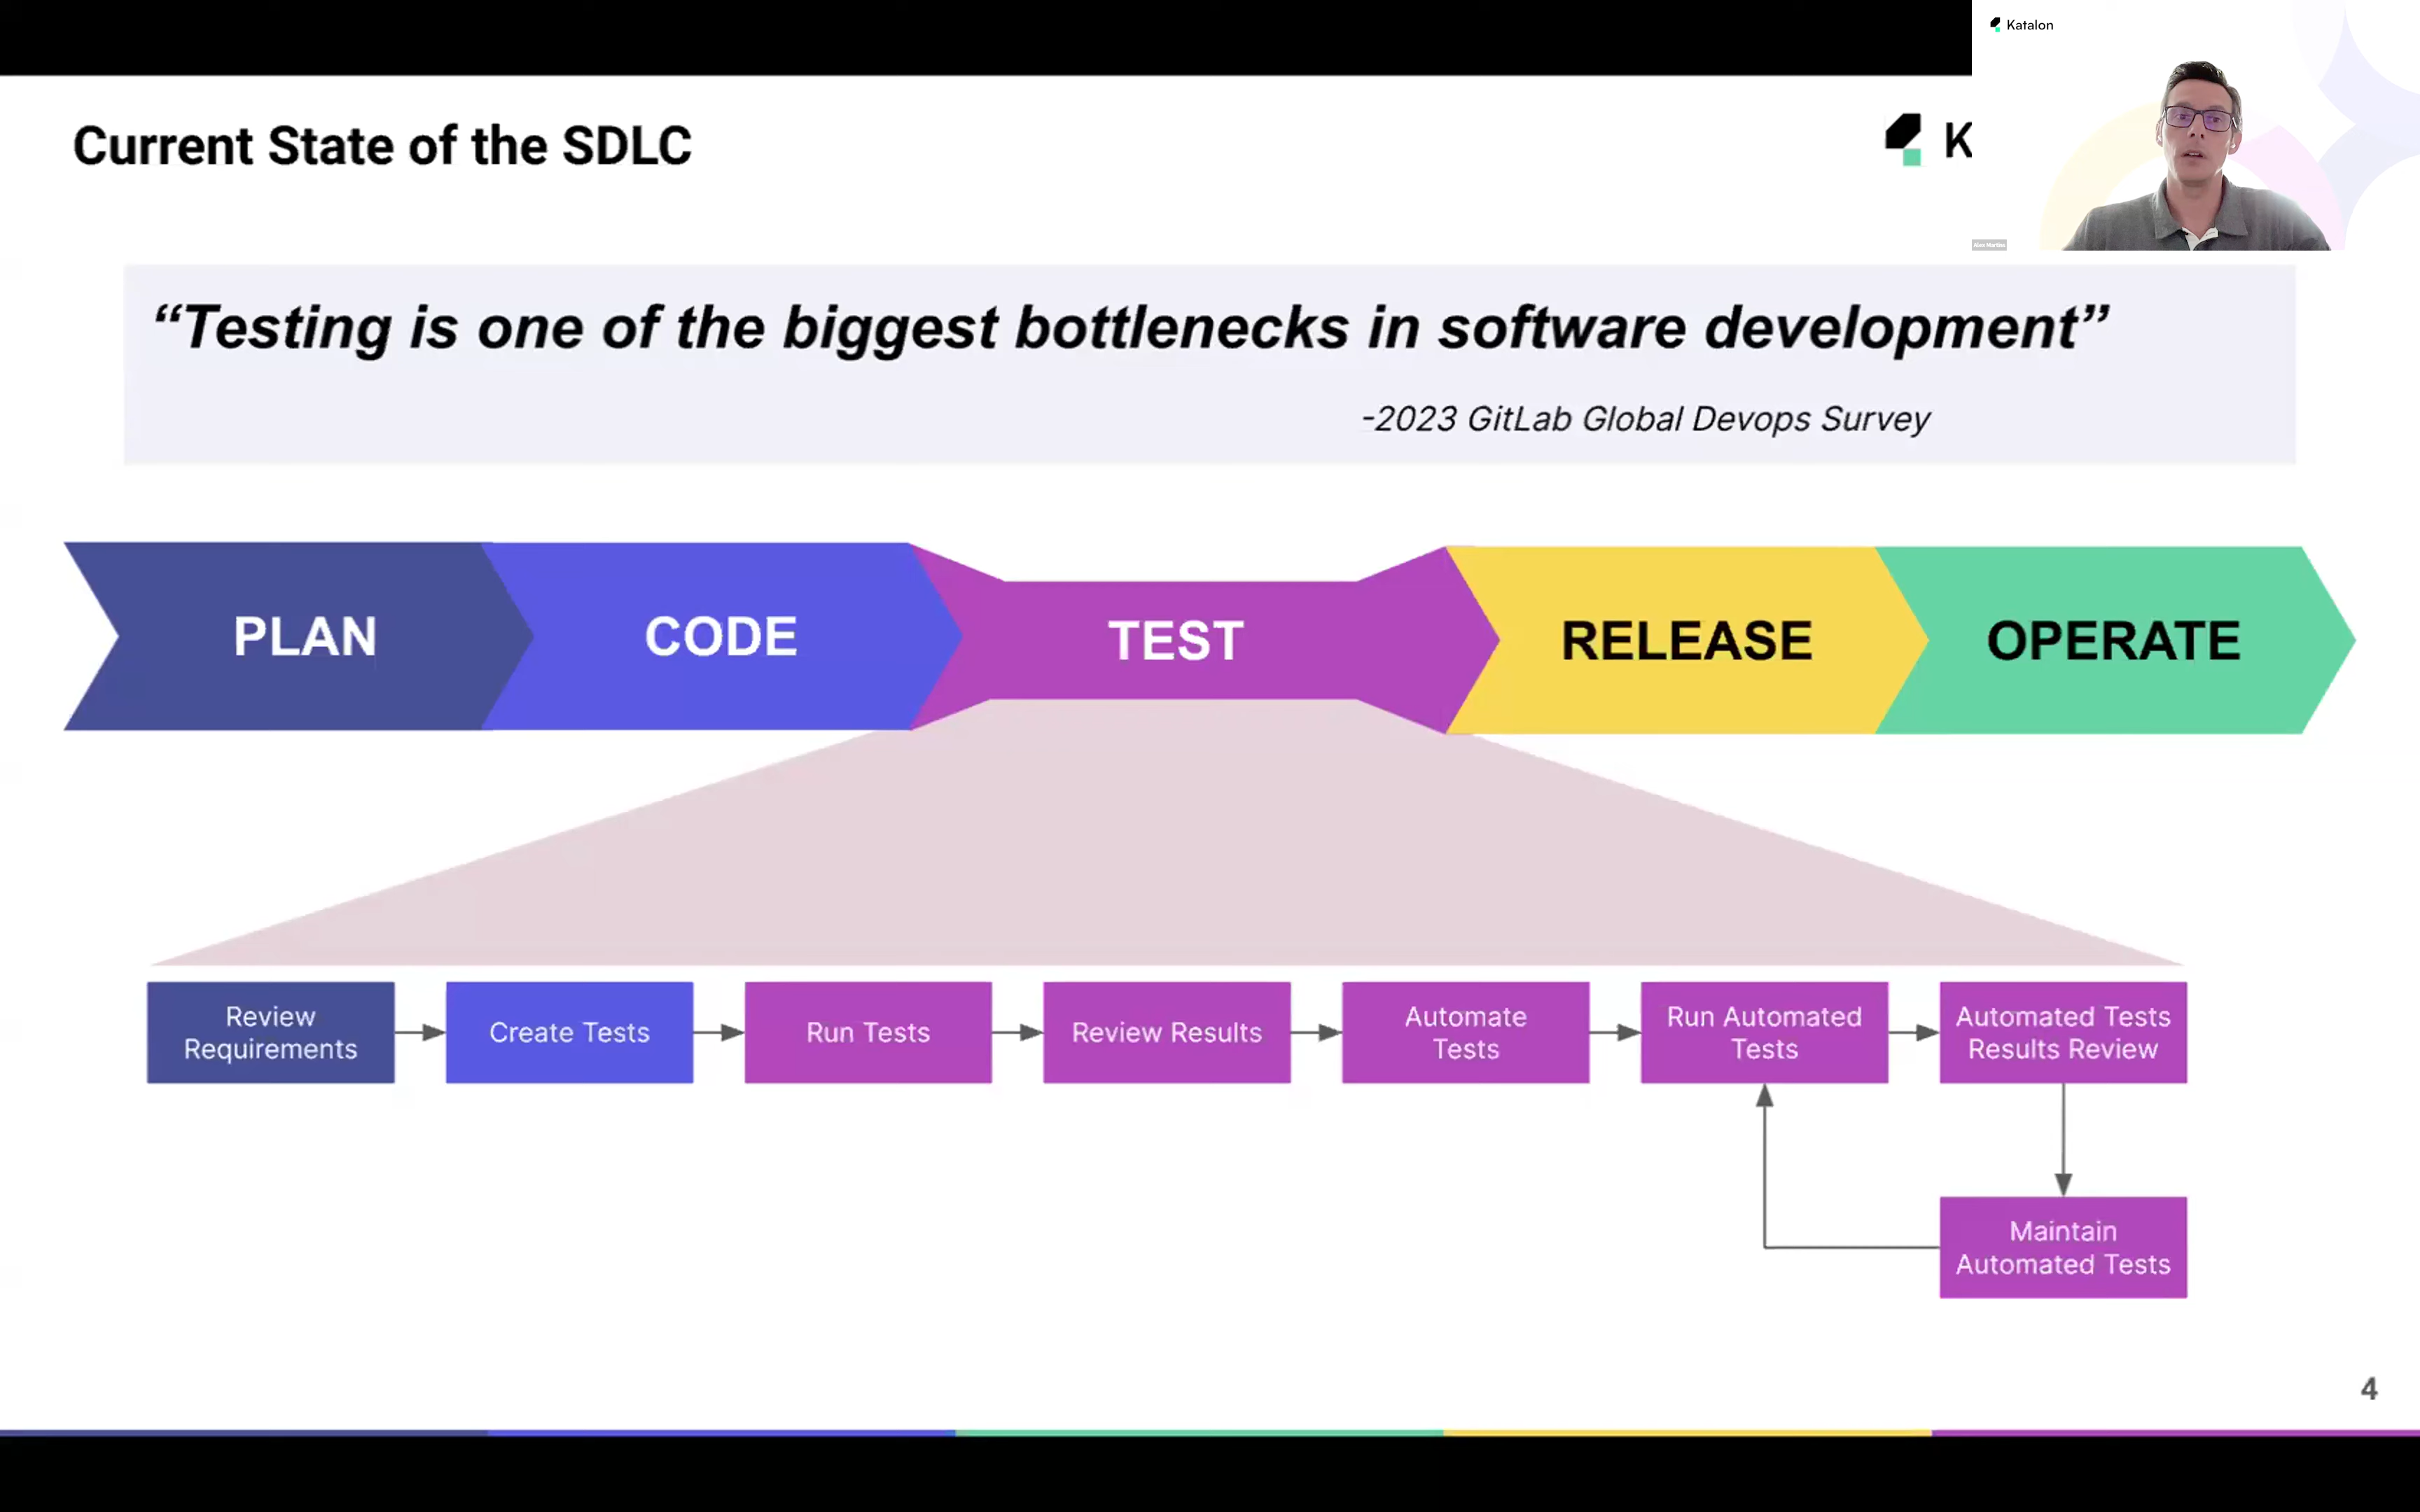 Katalon
Current State of the SDLC
K
Alex Martins
“Testing is one of the biggest bottlenecks in software development”
-2023 GitLab Global Devops Survey
PLAN
CODE
TEST
RELEASE
OPERATE
Review
Requirements
Create Tests
Run Tests
Review Results
Automate
Tests
Run Automated
Tests
Automated Tests
Results Review
Maintain
Automated Tests
4